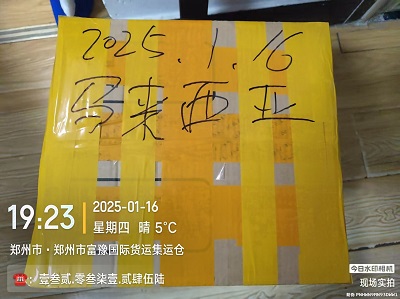 2025.1.16
马来西亚
19:23
2025-01-16
星期四 晴 5°C
郑州市·郑州市富豫国际货运集运仓
m:壹叁贰,零叁柒壹,贰肆伍陆
今日水印相机
现场实拍